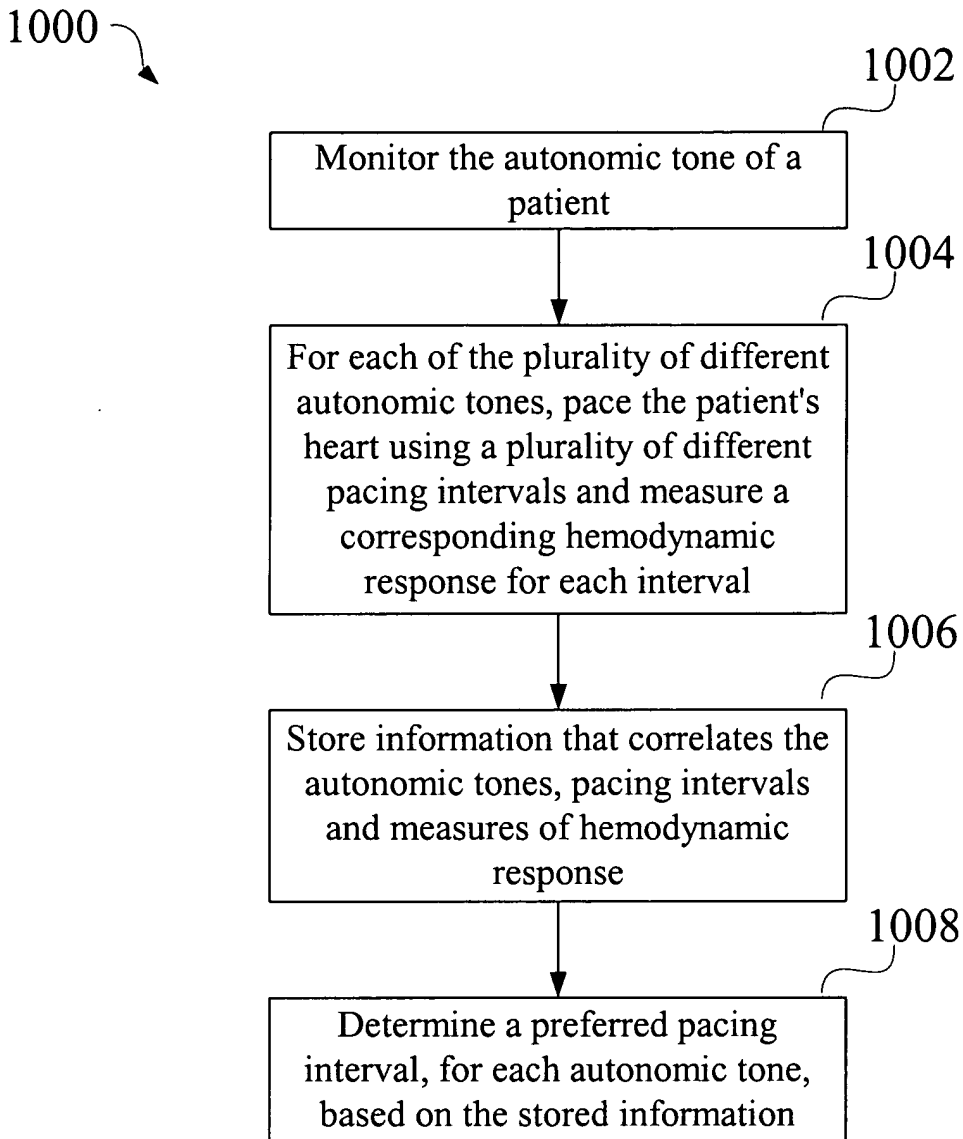 1000
1002
Monitor the autonomic tone of a
patient
1004
For each of the plurality of different
autonomic tones, pace the patient's
heart using a plurality of different
pacing intervals and measure a
corresponding hemodynamic
response for each interval
1006
Store information that correlates the
autonomic tones, pacing intervals
and measures of hemodynamic
response
1008
Determine a preferred pacing
interval, for each autonomic tone,
based on the stored information